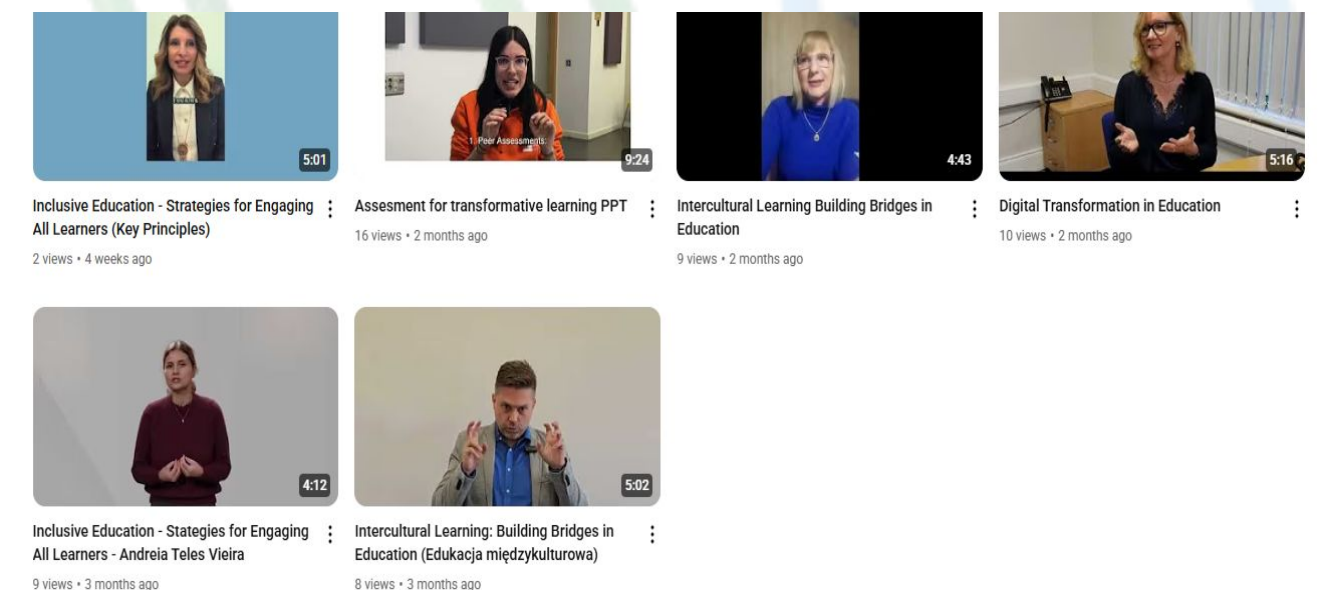 1. Peer Assessments:
5:01
9:24
4:43
5:16
Inclusive Education - Strategies for Engaging
All Learners (Key Principles)
2 views • 4 weeks ago
Assesment for transformative learning PPT
16 views • 2 months ago
Intercultural Learning Building Bridges in
Education
9 views • 2 months ago
Digital Transformation in Education
10 views • 2 months ago
4:12
5:02
Inclusive Education - Stategies for Engaging
All Learners - Andreia Teles Vieira
9 views • 3 months ago
Intercultural Learning: Building Bridges in
Education (Edukacja międzykulturowa)
8 views • 3 months ago